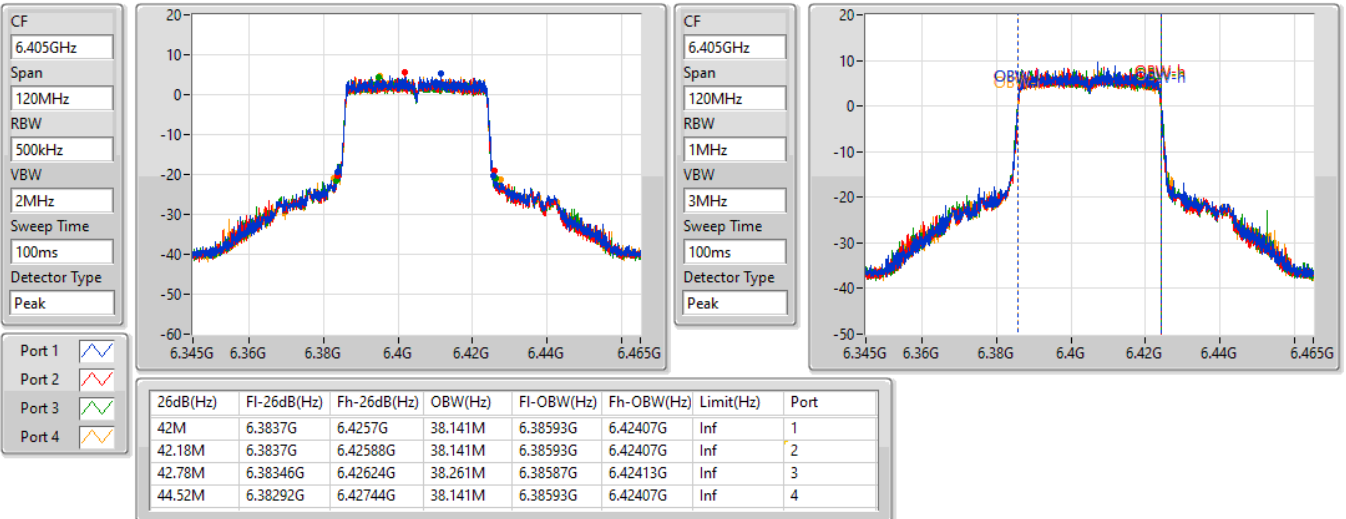 CF
6.405GHz
Span
120MHz
RBW
500kHz
VBW
2MHz
Sweep Time
100ms
Detector Type
Peak
20
10
0
-10
-20
-30
-40
-50
-60
6.345G 6.36G 6.38G 6.4G 6.42G 6.44G 6.465G
CF
6.405GHz
Span
120MHz
RBW
1MHz
VBW
3MHz
Sweep Time
100ms
Detector Type
Peak
20
10
0
-10
-20
-30
-40
-50
OBW-h
6.345G 6.36G 6.38G 6.4G 6.42G 6.44G 6.465G
Port 1
Port 2
Port 3
Port 4
26dB(Hz) Fl-26dB(Hz) Fh-26dB(Hz) OBW(Hz) Fl-OBW(Hz) Fh-OBW(Hz) Limit(Hz) Port
42M 6.3837G 6.4257G 38.141M 6.38593G 6.42407G Inf 1
42.18M 6.3837G 6.42588G 38.141M 6.38593G 6.42407G Inf 2
42.78M 6.38346G 6.42624G 38.261M 6.38587G 6.42413G Inf 3
44.52M 6.38292G 6.42744G 38.141M 6.38593G 6.42407G Inf 4